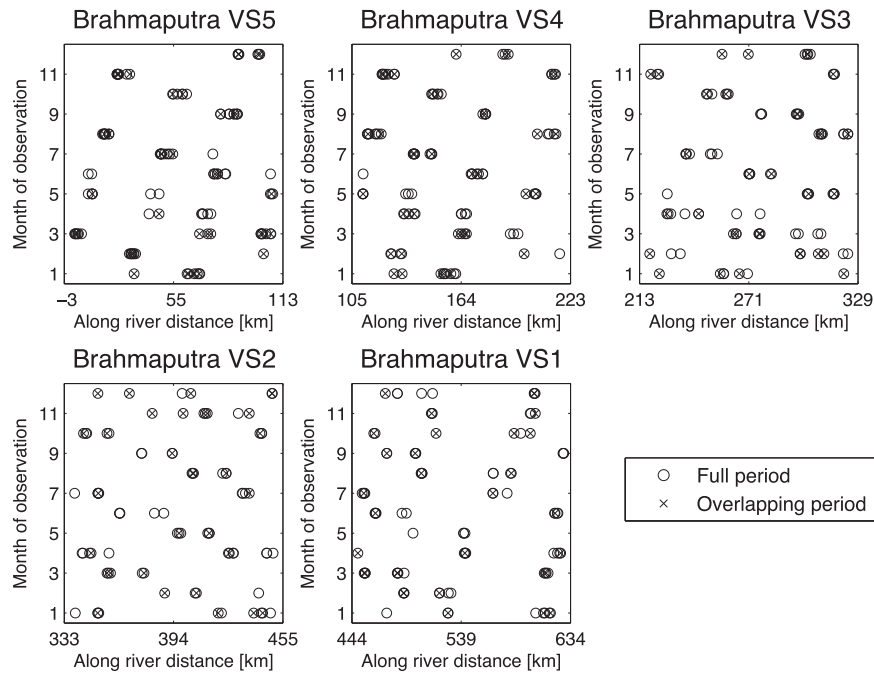 Brahmaputra VS5
Brahmaputra VS4
Brahmaputra VS3
Month of observation
11
9
7
5
3
1
−3
55
113
Along river distance [km]
Month of observation
11
9
7
5
3
1
105
164
223
Along river distance [km]
Month of observation
11
9
7
5
3
1
213
271
329
Along river distance [km]
Brahmaputra VS2
Brahmaputra VS1
Month of observation
11
9
7
5
3
1
333
394
455
Along river distance [km]
Month of observation
11
9
7
5
3
1
444
539
634
Along river distance [km]
Full period
Overlapping period